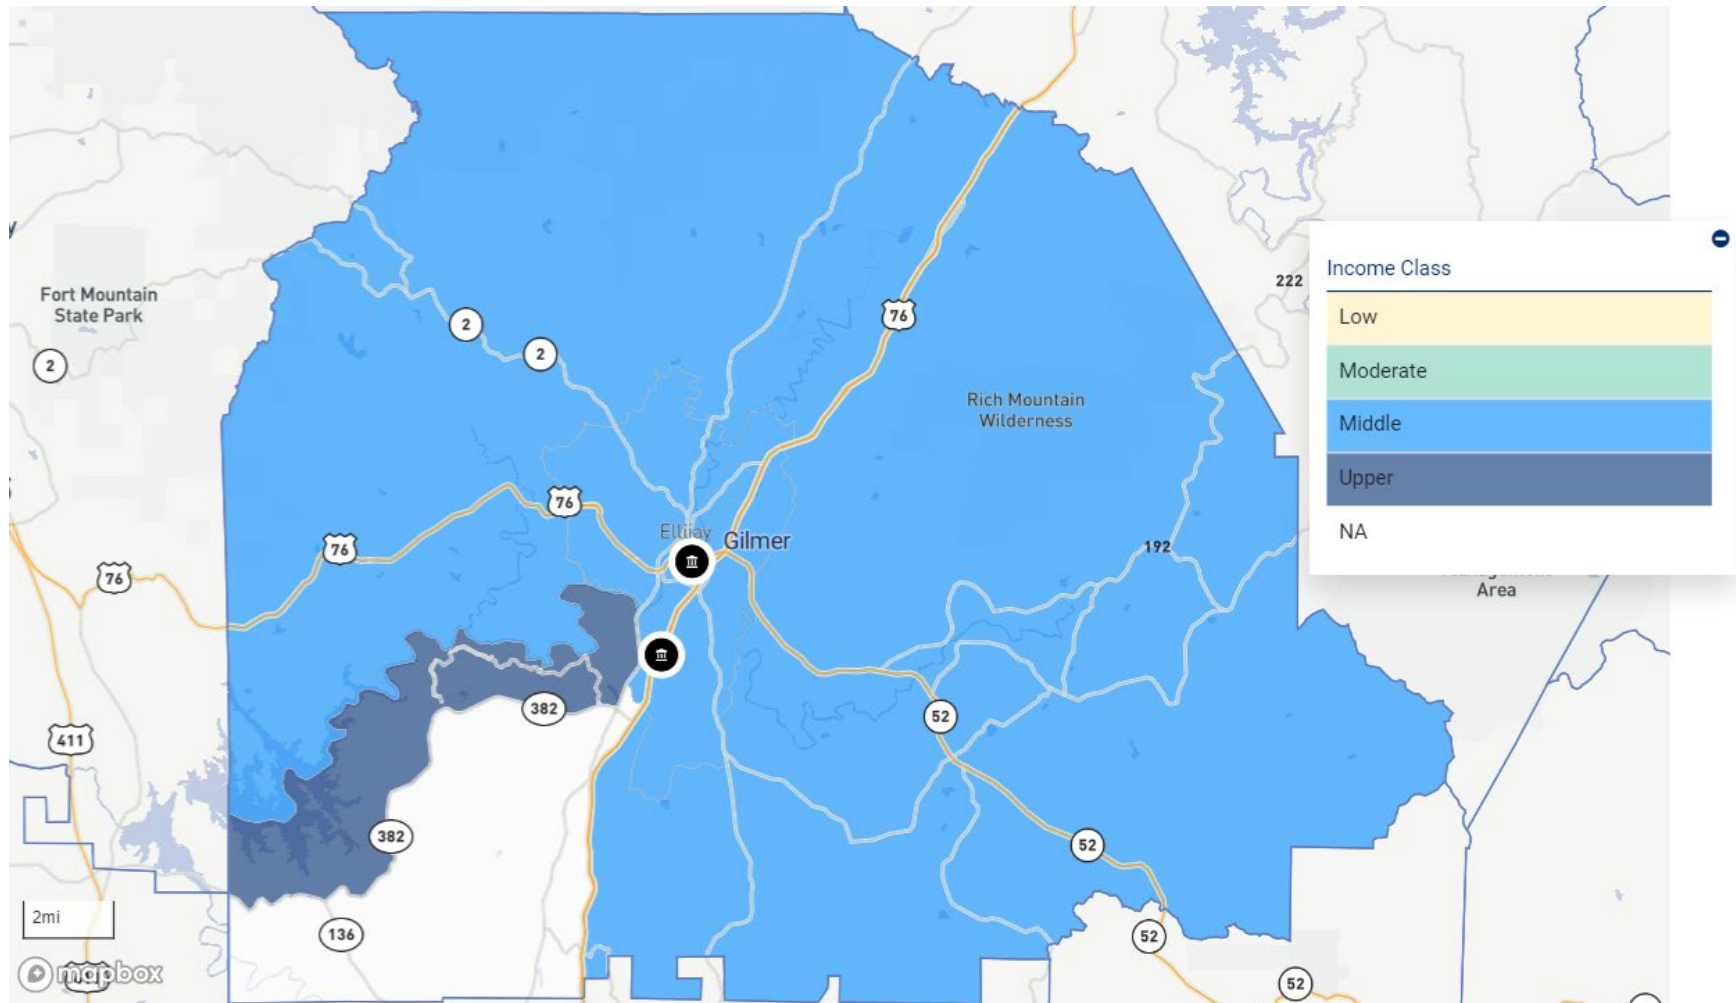 Fort Mountain
State Park
2
2
2
76
222
Income Class
Low
Moderate
Middle
Upper
NA
Rich Mountain
Wilderness
76
76
76
Ellijay
Gilmer
192
Area
382
52
411
382
52
2mi
136
52
52
mapbox